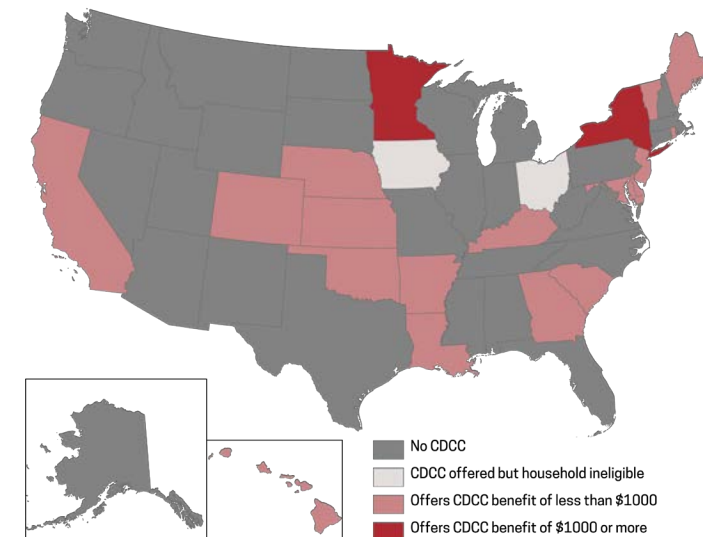 No CDCC
CDCC offered but household ineligible
Offers CDCC benefit of less than $1000
Offers CDCC benefit of $1000 or more